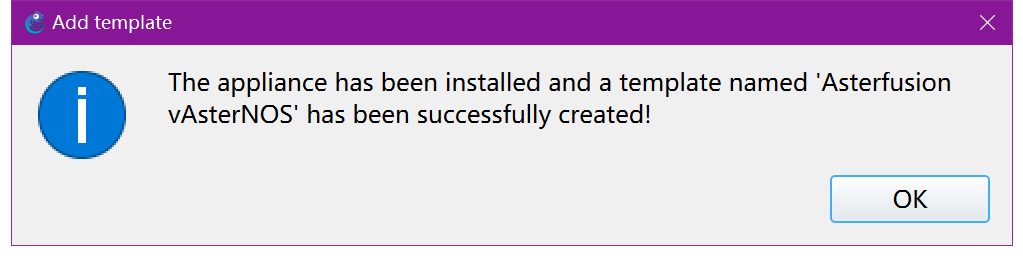 Add template
The appliance has been installed and a template named 'Asterfusion
vAsterNOS' has been successfully created!
OK